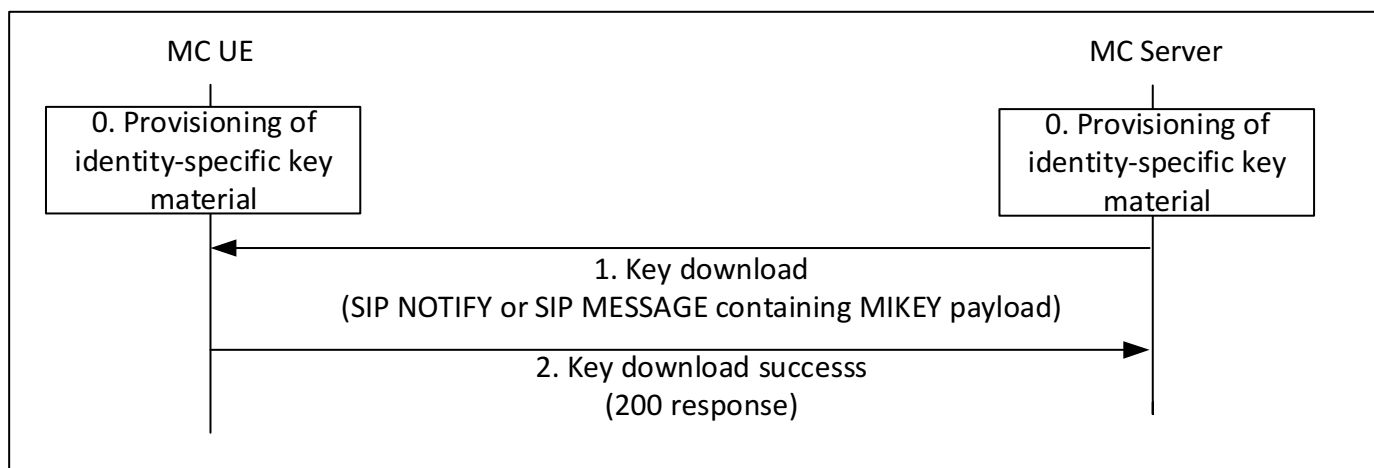 MC UE
MC Server
0. Provisioning of
identity-specific key
material
0. Provisioning of
identity-specific key
material
1. Key download
(SIP NOTIFY or SIP MESSAGE containing MIKEY payload)
2. Key download successs
(200 response)